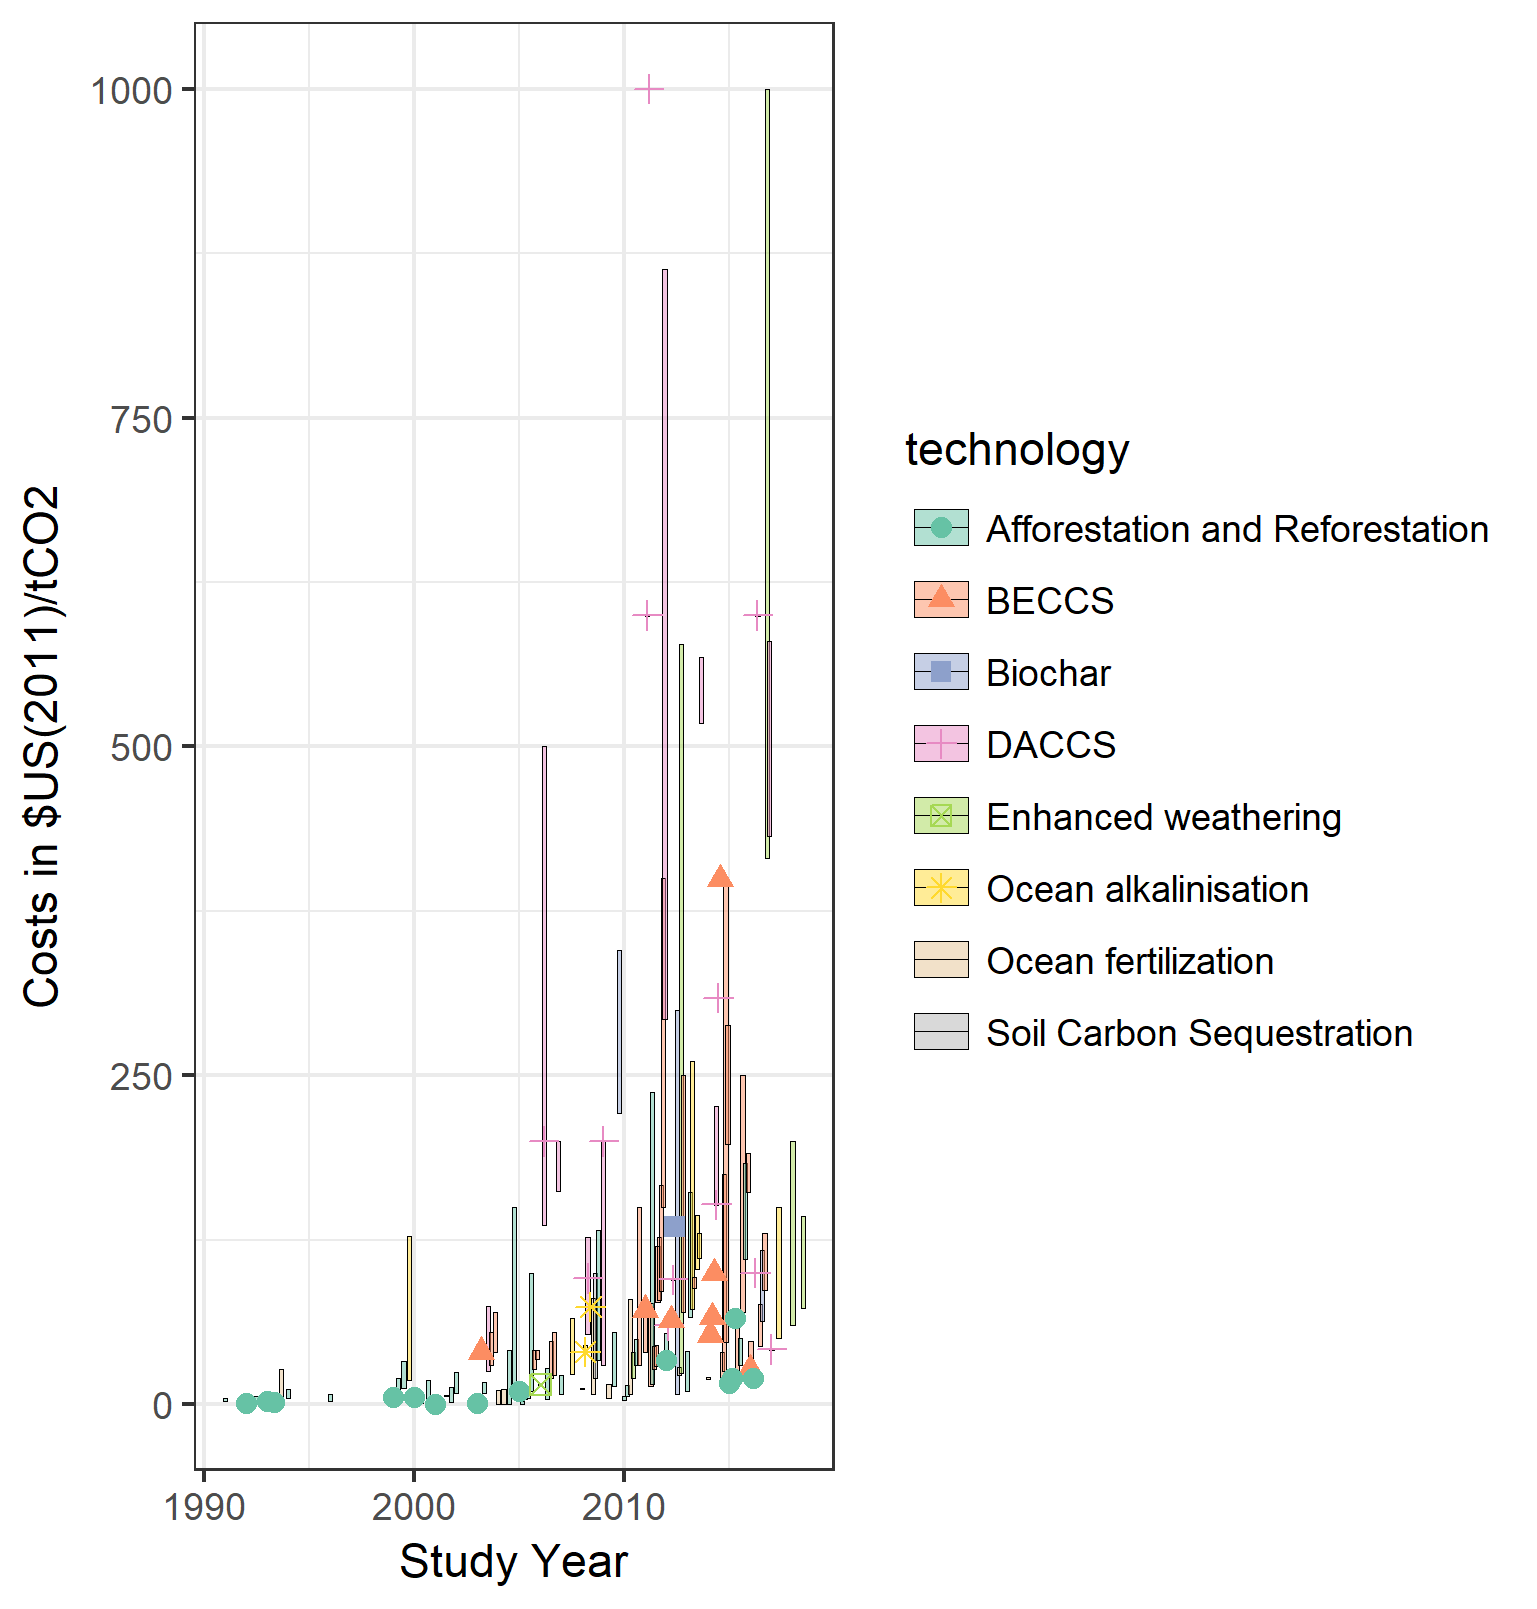 1000
750
500
250
0
Costs in $US(2011)/tCO2
1990
2000
2010
Study Year
technology
Afforestation and Reforestation
BECCS
Biochar
DACCS
Enhanced weathering
Ocean alkalinisation
Ocean fertilization
Soil Carbon Sequestration